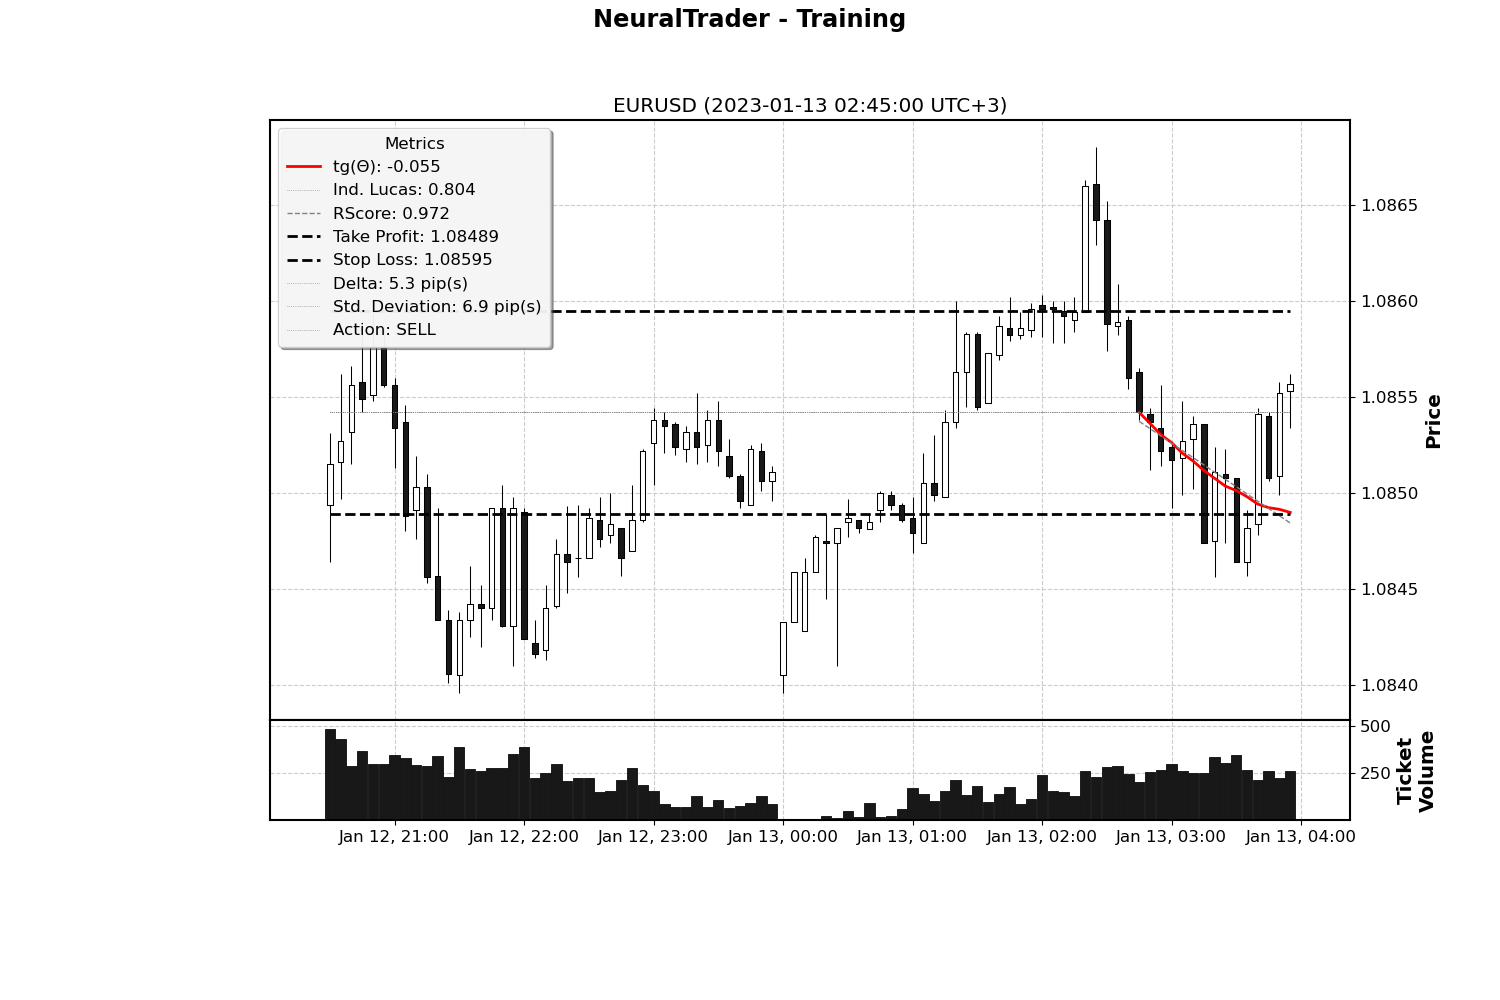 NeuralTrader - Training
EURUSD (2023-01-13 02:45:00 UTC+3)
Metrics
tg(Θ): -0.055
Ind. Lucas: 0.804
RScore: 0.972
Take Profit: 1.08489
Stop Loss: 1.08595
Delta: 5.3 pip(s)
Std. Deviation: 6.9 pip(s)
Action: SELL
1.0865
1.0860
1.0855
1.0850
1.0845
1.0840
Price
500
250
Ticket
Volume
Jan 12, 21:00 Jan 12, 22:00 Jan 12, 23:00 Jan 13, 00:00 Jan 13, 01:00 Jan 13, 02:00 Jan 13, 03:00 Jan 13, 04:00